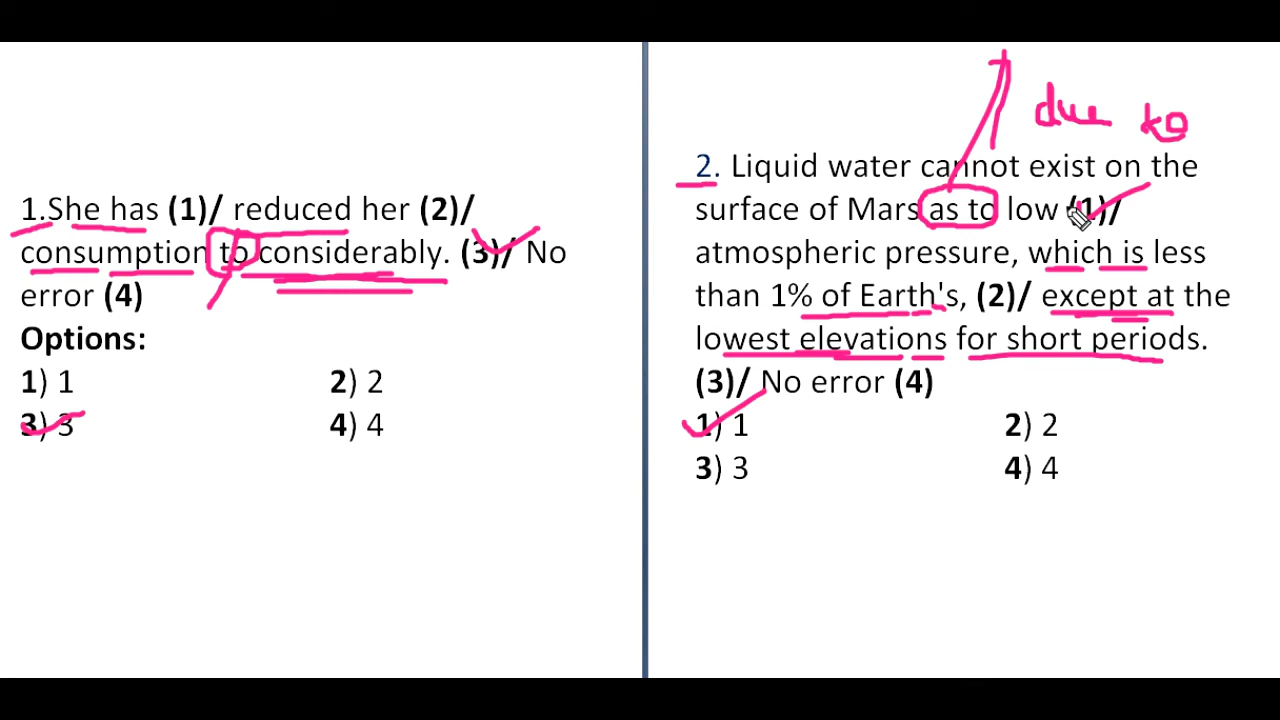 1.She has (1)/ reduced her (2)/
consumption to considerably. (3)/ No
error (4)
Options:
1) 1 2) 2
3) 3 4) 4
due to
2. Liquid water cannot exist on the
surface of Mars as to low (1)/
atmospheric pressure, which is less
than 1% of Earth's, (2)/ except at the
lowest elevations for short periods.
(3)/ No error (4)
1) 1 2) 2
3) 3 4) 4